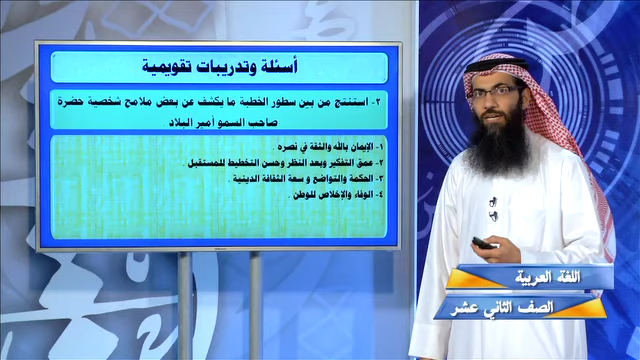 أسئلة وتدريبات تقويمية
٢- استنتج من بين سطور الخطبة ما يكشف عن بعض ملامح شخصية حضرة
صاحب السمو أمير البلاد
١- الإيمان بالله والثقة في نصره .
٢- عمق التفكير وبعد النظر وحسن التخطيط للمستقبل .
٣- الحكمة والتواضع و سعة الثقافة الدينية .
٤- الوفاء والإخلاص للوطن .
اللغة العربية
الصف الثاني عشر